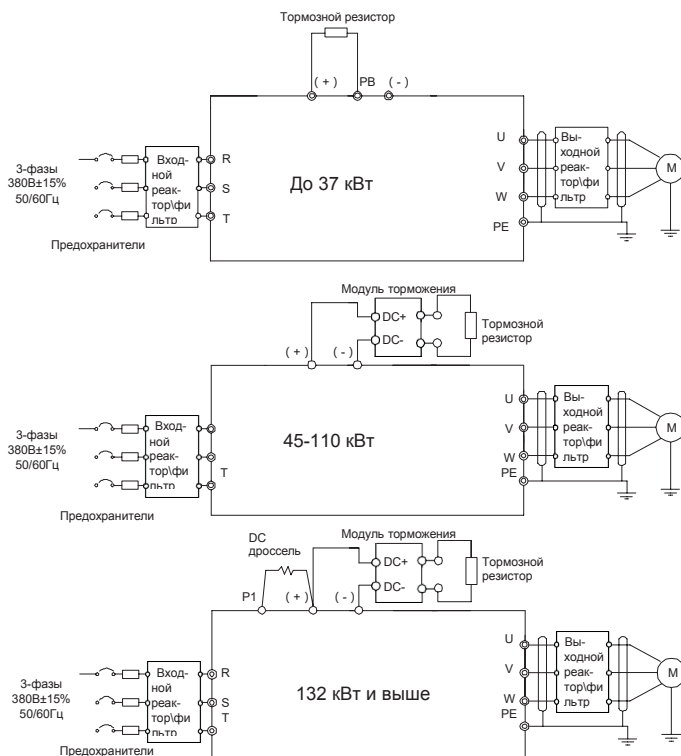 Тормозной резистор
( + ) PB ( - )
3-фазы
380В±15%
50/60Гц
Предохранители
Вход-
ной
реак-
тор\фи
льтр
R
S
T
До 37 кВт
U
V
W
PE
Вы-
ходной
реак-
тор\фи
льтр
M
Модуль торможения
DC+
DC-
Тормозной
резистор
( + ) ( - )
3-фазы
380В±15%
50/60Гц
Предохранители
Вход-
ной
реак-
тор\фи
льтр
T
45-110 кВт
U
V
W
PE
Вы-
ходной
реак-
тор\фи
льтр
M
DC
дроссель
Модуль торможения
DC+
DC-
Тормозной
резистор
P1 ( + ) ( - )
3-фазы
380В±15%
50/60Гц
Предохранители
Вход-
ной
реак-
тор\фи
льтр
R
S
T
132 кВт и выше
U
V
W
PE
Вы-
ходной
реак-
тор\фи
льтр
M